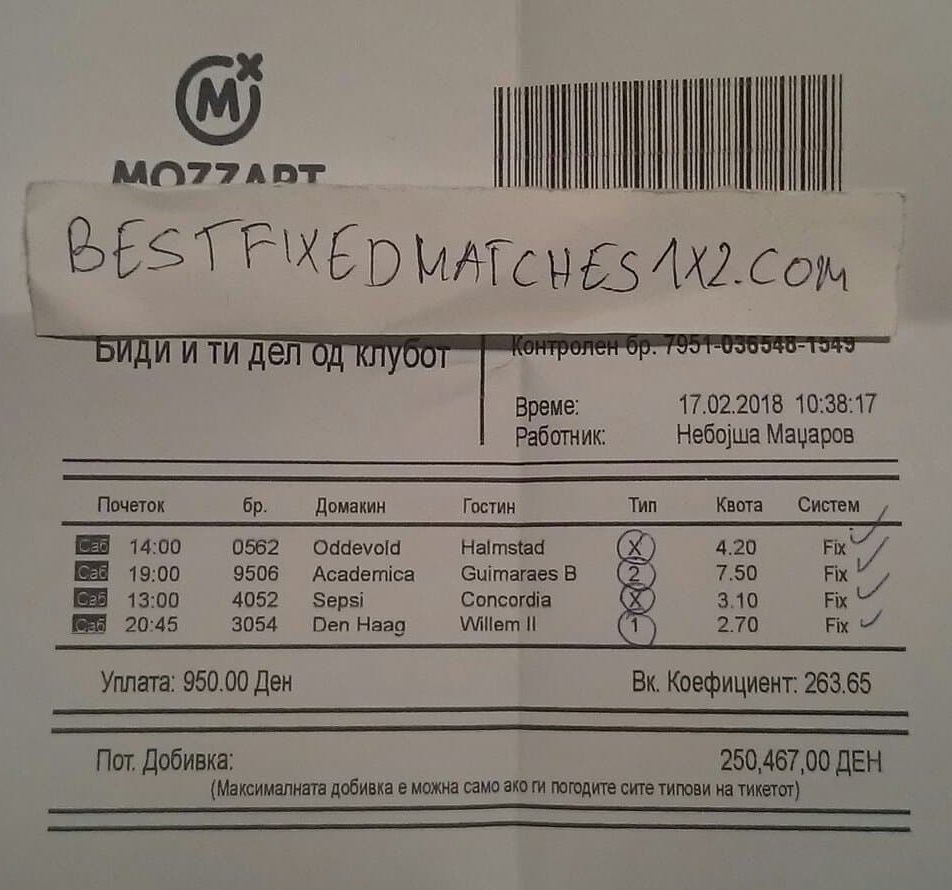 MOZZART
BESTFIXEDMATCHES1X2.COM
Биди и ти дел од клубот
Контролен бр. 7951-036548-1549
Време: 17.02.2018 10:38:17
Работник: Небојша Маџаров
Почеток бр. Домакин Гостин Тип Квота Систем
Саб 14:00 0562 Oddevold Halmstad X 4.20 Fix
Саб 19:00 9506 Academica Guimaraes B 2 7.50 Fix
Саб 13:00 4052 Sepsi Concordia X 3.10 Fix
Саб 20:45 3054 Den Haag Willem II 1 2.70 Fix
Уплата: 950.00 Ден Вк. Коефициент: 263.65
Пот. Добивка: 250,467,00 ДЕН
(Максималната добивка е можна само ако ги погодите сите типови на тикетот)